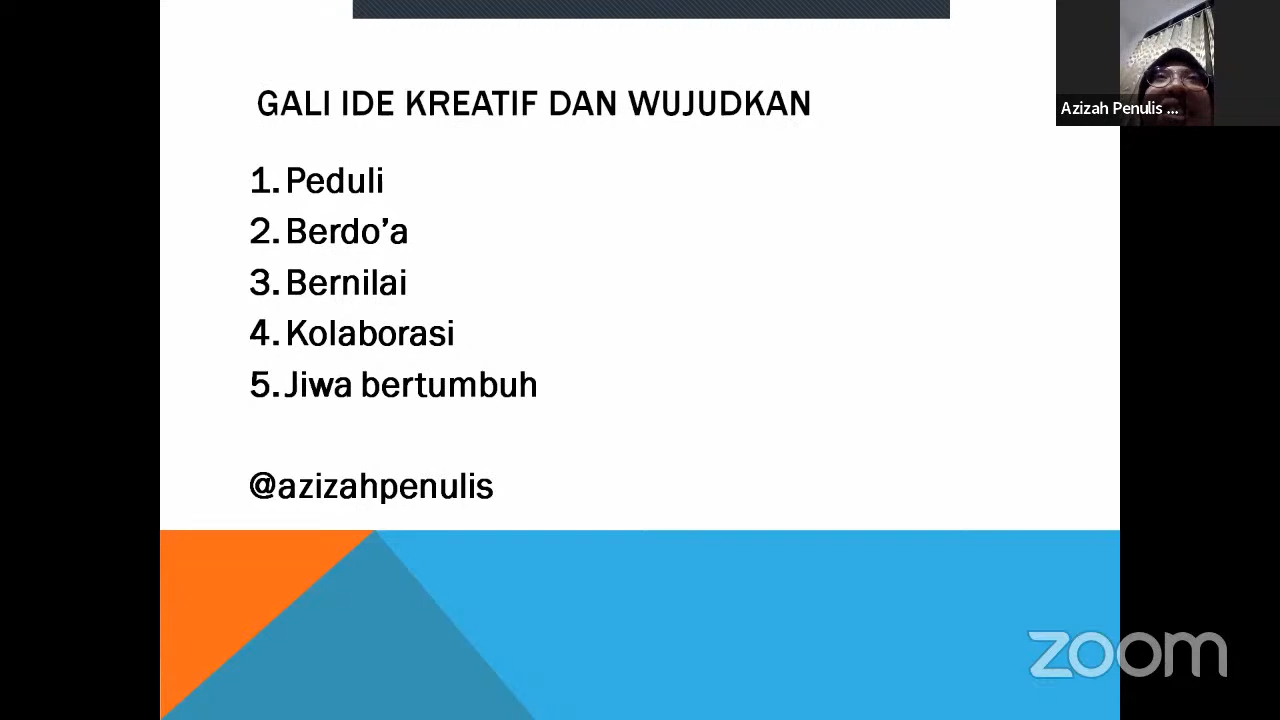 GALI IDE KREATIF DAN WUJUDKAN
1. Peduli
2. Berdo’a
3. Bernilai
4. Kolaborasi
5. Jiwa bertumbuh
@azizahpenulis
Azizah Penulis ...
zoom